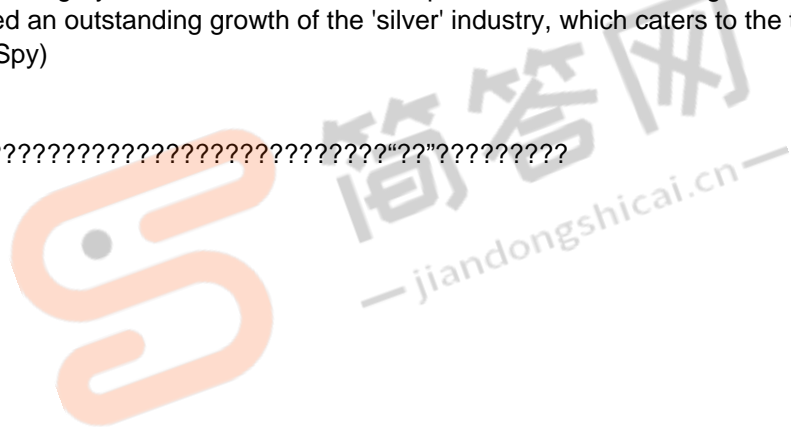 ed an outstanding growth of the 'silver' industry, which caters to the
Spy)
??????????????????????????“??”?????????
简答网
jiandongshicai.cn